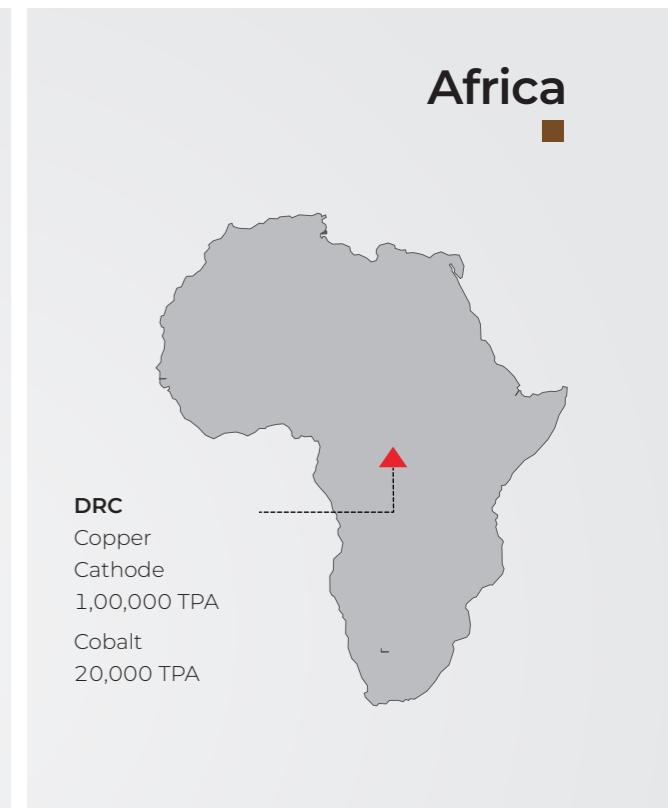 Africa
DRC
Copper
Cathode
1,00,000 TPA
Cobalt
20,000 TPA